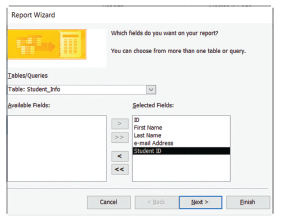 Report Wizard
Which fields do you want on your report?
You can choose from more than one table or query.
Tables/Queries
Table: Student_Info
Available Fields:
Selected Fields:
ID
First Name
Last Name
e-mail Address
Student ID
>
>>
<
<<
Cancel
< Back
Next >
Finish